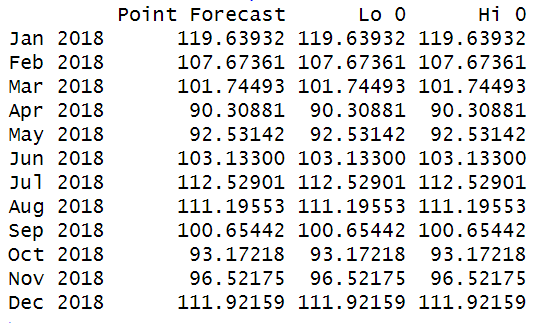 Point Forecast Lo 0 Hi 0
Jan 2018 119.63932 119.63932 119.63932
Feb 2018 107.67361 107.67361 107.67361
Mar 2018 101.74493 101.74493 101.74493
Apr 2018 90.30881 90.30881 90.30881
May 2018 92.53142 92.53142 92.53142
Jun 2018 103.13300 103.13300 103.13300
Jul 2018 112.52901 112.52901 112.52901
Aug 2018 111.19553 111.19553 111.19553
Sep 2018 100.65442 100.65442 100.65442
Oct 2018 93.17218 93.17218 93.17218
Nov 2018 96.52175 96.52175 96.52175
Dec 2018 111.92159 111.92159 111.92159